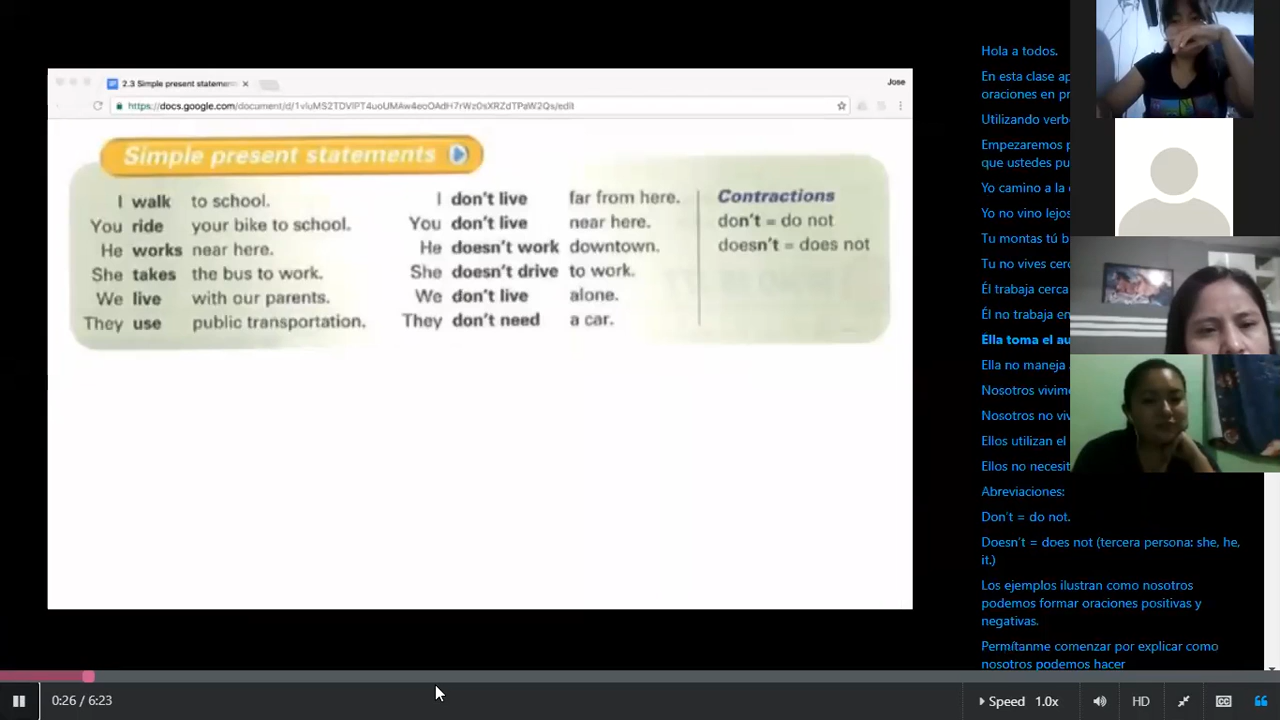 2.3 Simple present statemen
Jose
https://docs.google.com/document/d/1vluMS2TDVlPT4uoUMAw4eoOAdH7rWz0sXRZdTPaW2Qs/edit
Simple present statements
I walk to school.
You ride your bike to school.
He works near here.
She takes the bus to work.
We live with our parents.
They use public transportation.
I don't live far from here.
You don't live near here.
He doesn't work downtown.
She doesn't drive to work.
We don't live alone.
They don't need a car.
Contractions
don't = do not
doesn't = does not
Hola a todos.
En esta clase ap
oraciones en pr
Utilizando verb
Empezaremos p
que ustedes pu
Yo camino a la
Yo no vino lejos
Tu montas tú b
Tu no vives cerc
Él trabaja cerca
Él no trabaja en
Élla toma el au
Ella no maneja
Nosotros vivim
Nosotros no viv
Ellos utilizan el
Ellos no necesit
Abreviaciones:
Don't = do not.
Doesn't = does not (tercera persona: she, he,
it.)
Los ejemplos ilustran como nosotros
podemos formar oraciones positivas y
negativas.
Permítanme comenzar por explicar como
nosotros podemos hacer
0:26 / 6:23
Speed 1.0x
HD
CC